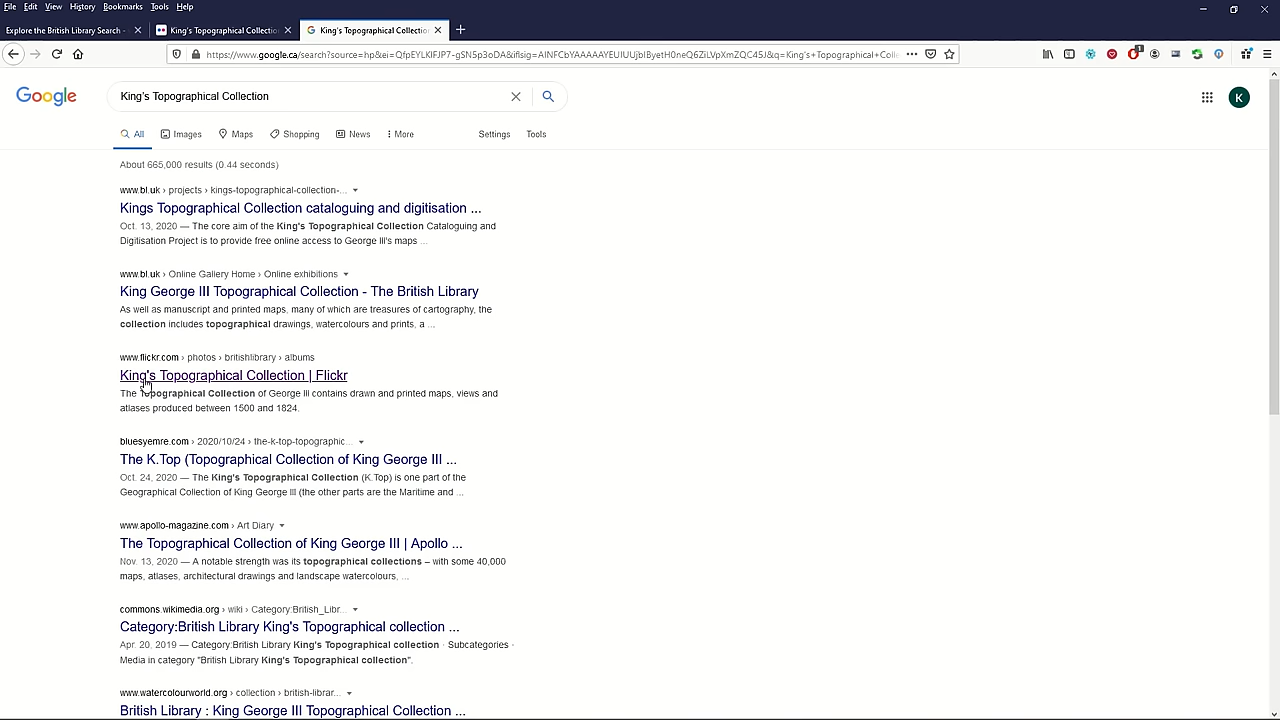 File Edit View History Bookmarks Tools Help
Explore the British Library Search - King's Topographical Collection King's Topographical Collection
https://www.google.ca/search?source=hp&ei=
Google
King's Topographical Collection
K
All Images Maps Shopping News More Settings Tools
About 665,000 results (0.44 seconds)
www.bl.uk › projects › kings-topographical-collection-...
Kings Topographical Collection cataloguing and digitisation ...
Oct. 13, 2020 — The core aim of the King's Topographical Collection Cataloguing and
Digitisation Project is to provide free online access to George III's maps ...
www.bl.uk › Online Gallery Home › Online exhibitions
King George III Topographical Collection - The British Library
As well as manuscript and printed maps, many of which are treasures of cartography, the
collection includes topographical drawings, watercolours and prints, a ...
www.flickr.com › photos › britishlibrary › albums
King's Topographical Collection | Flickr
The Topographical Collection of George III contains drawn and printed maps, views and
atlases produced between 1500 and 1824.
bluesyemre.com › 2020/10/24 › the-k-top-topographic...
The K.Top (Topographical Collection of King George III ...
Oct. 24, 2020 — The King's Topographical Collection (K.Top) is one part of the
Geographical Collection of King George III (the other parts are the Maritime and ...
www.apollo-magazine.com › Art Diary
The Topographical Collection of King George III | Apollo ...
Nov. 13, 2020 — A notable strength was its topographical collections – with some 40,000
maps, atlases, architectural drawings and landscape watercolours, ...
commons.wikimedia.org › wiki › Category:British_Libr...
Category:British Library King's Topographical collection ...
Apr. 20, 2019 — Category:British Library King's Topographical collection · Subcategories ·
Media in category "British Library King's Topographical collection".
www.watercolourworld.org › collection › british-librar...
British Library : King George III Topographical Collection ...